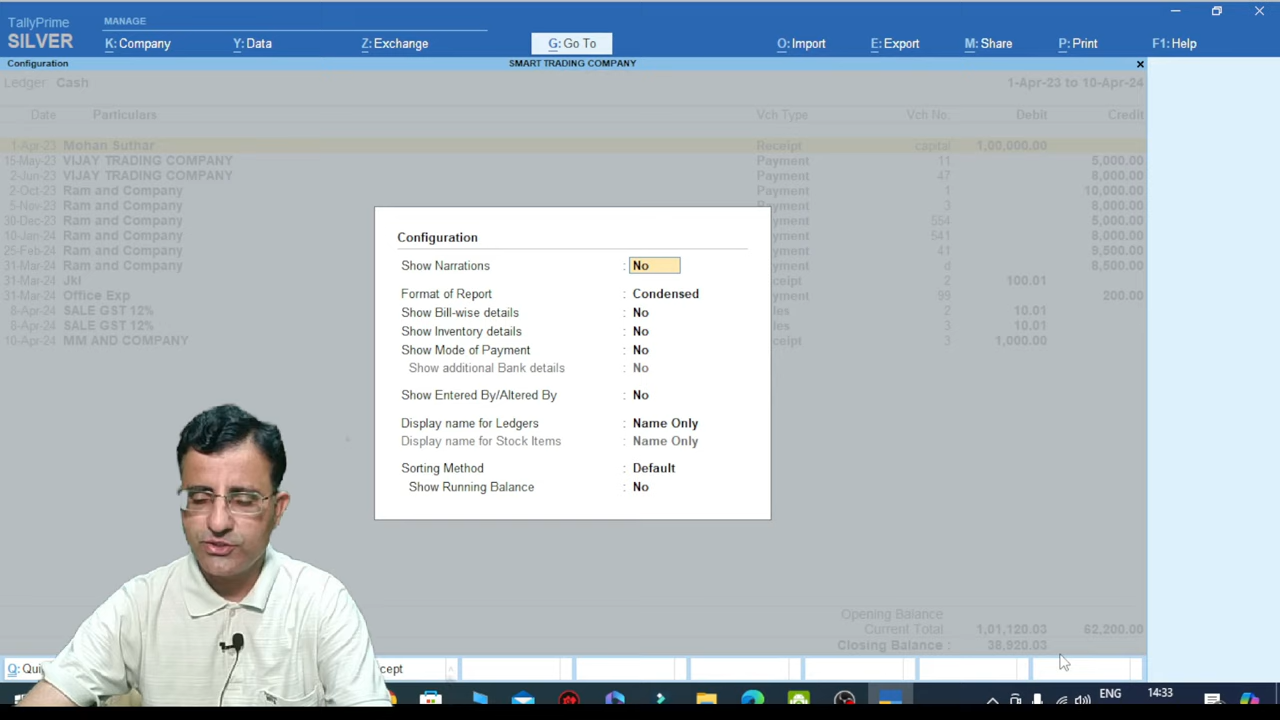 TallyPrime
SILVER
MANAGE
K: Company
Y: Data
Z: Exchange
G: Go To
O: Import
E: Export
M: Share
P: Print
F1: Help
Configuration
SMART TRADING COMPANY
Ledger: Cash
1-Apr-23 to 10-Apr-24
Date Particulars Vch Type Vch No. Debit Credit
1-Apr-23 Mohan Suthar Receipt capital 1,00,000.00
15-May-23 VIJAY TRADING COMPANY Payment 11 5,000.00
2-Jun-23 VIJAY TRADING COMPANY Payment 47 8,000.00
2-Oct-23 Ram and Company Payment 1 10,000.00
5-Nov-23 Ram and Company 3 8,000.00
30-Dec-23 Ram and Company 554 5,000.00
10-Jan-24 Ram and Company 541 8,000.00
25-Feb-24 Ram and Company 41 9,500.00
31-Mar-24 Ram and Company d 8,500.00
31-Mar-24 Jki 2 100.01
31-Mar-24 Office Exp 99 200.00
8-Apr-24 SALE GST 12% 2 10.01
8-Apr-24 SALE GST 12% 3 10.01
10-Apr-24 MM AND COMPANY 3 1,000.00
Configuration
Show Narrations : No
Format of Report : Condensed
Show Bill-wise details : No
Show Inventory details : No
Show Mode of Payment : No
Show additional Bank details : No
Show Entered By/Altered By : No
Display name for Ledgers : Name Only
Display name for Stock Items : Name Only
Sorting Method : Default
Show Running Balance : No
Opening Balance
Current Total 1,01,120.03 62,200.00
Closing Balance : 38,920.03
ENG
14:33